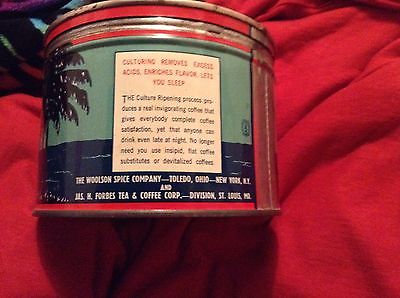 CULTURING REMOVES EXCESS
ACIDS, ENRICHES FLAVOR, LETS
YOU SLEEP
THE Culture Ripening process, pro-
duces a real invigorating coffee that
gives everybody complete coffee
satisfaction, yet that anyone can
drink even late at night. No longer
need you use insipid, flat coffee
substitutes or devitalized coffees.
THE WOOLSON SPICE COMPANY—TOLEDO, OHIO—NEW YORK, N.Y.
AND
JAS. H. FORBES TEA & COFFEE CORP.—DIVISION, ST. LOUIS, MO.